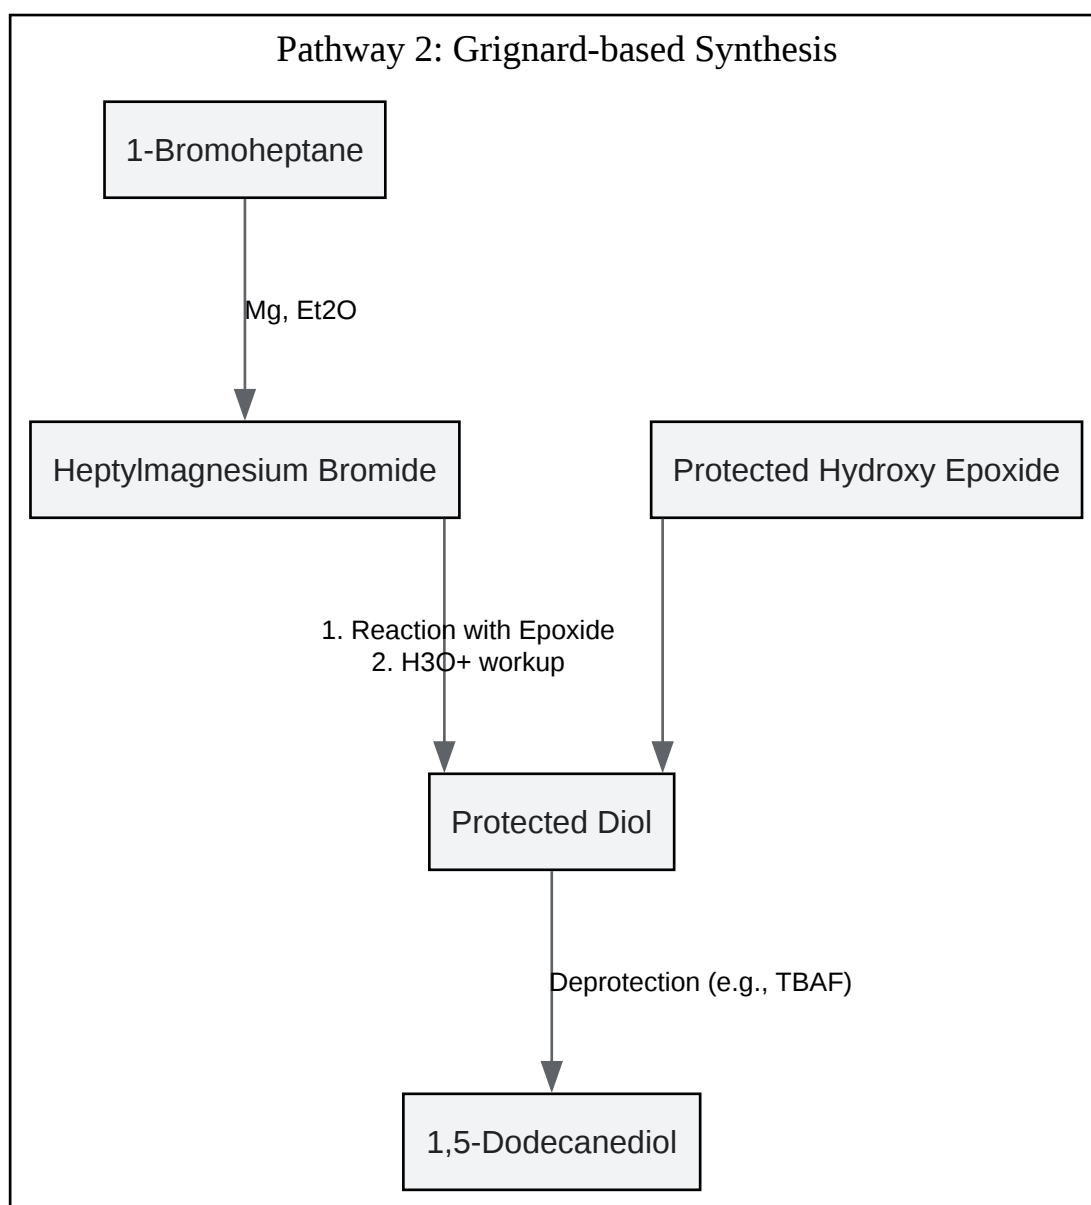 Pathway 2: Grignard-based Synthesis
1-Bromoheptane
Mg, Et2O
Heptylmagnesium Bromide
Protected Hydroxy Epoxide
1. Reaction with Epoxide
2. H3O+ workup
Protected Diol
Deprotection (e.g., TBAF)
1,5-Dodecanediol